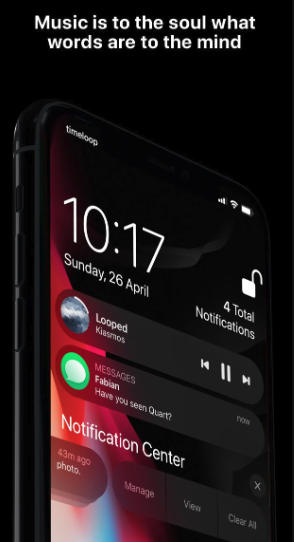 Music is to the soul what
words are to the mind
timeloop
10:17
Sunday, 26 April
4 Total
Notifications
Looped
Kiasmos
MESSAGES
Fabian
Have you seen Quart?
now
Notification Center
43m ago
photo.
Manage
View
Clear All